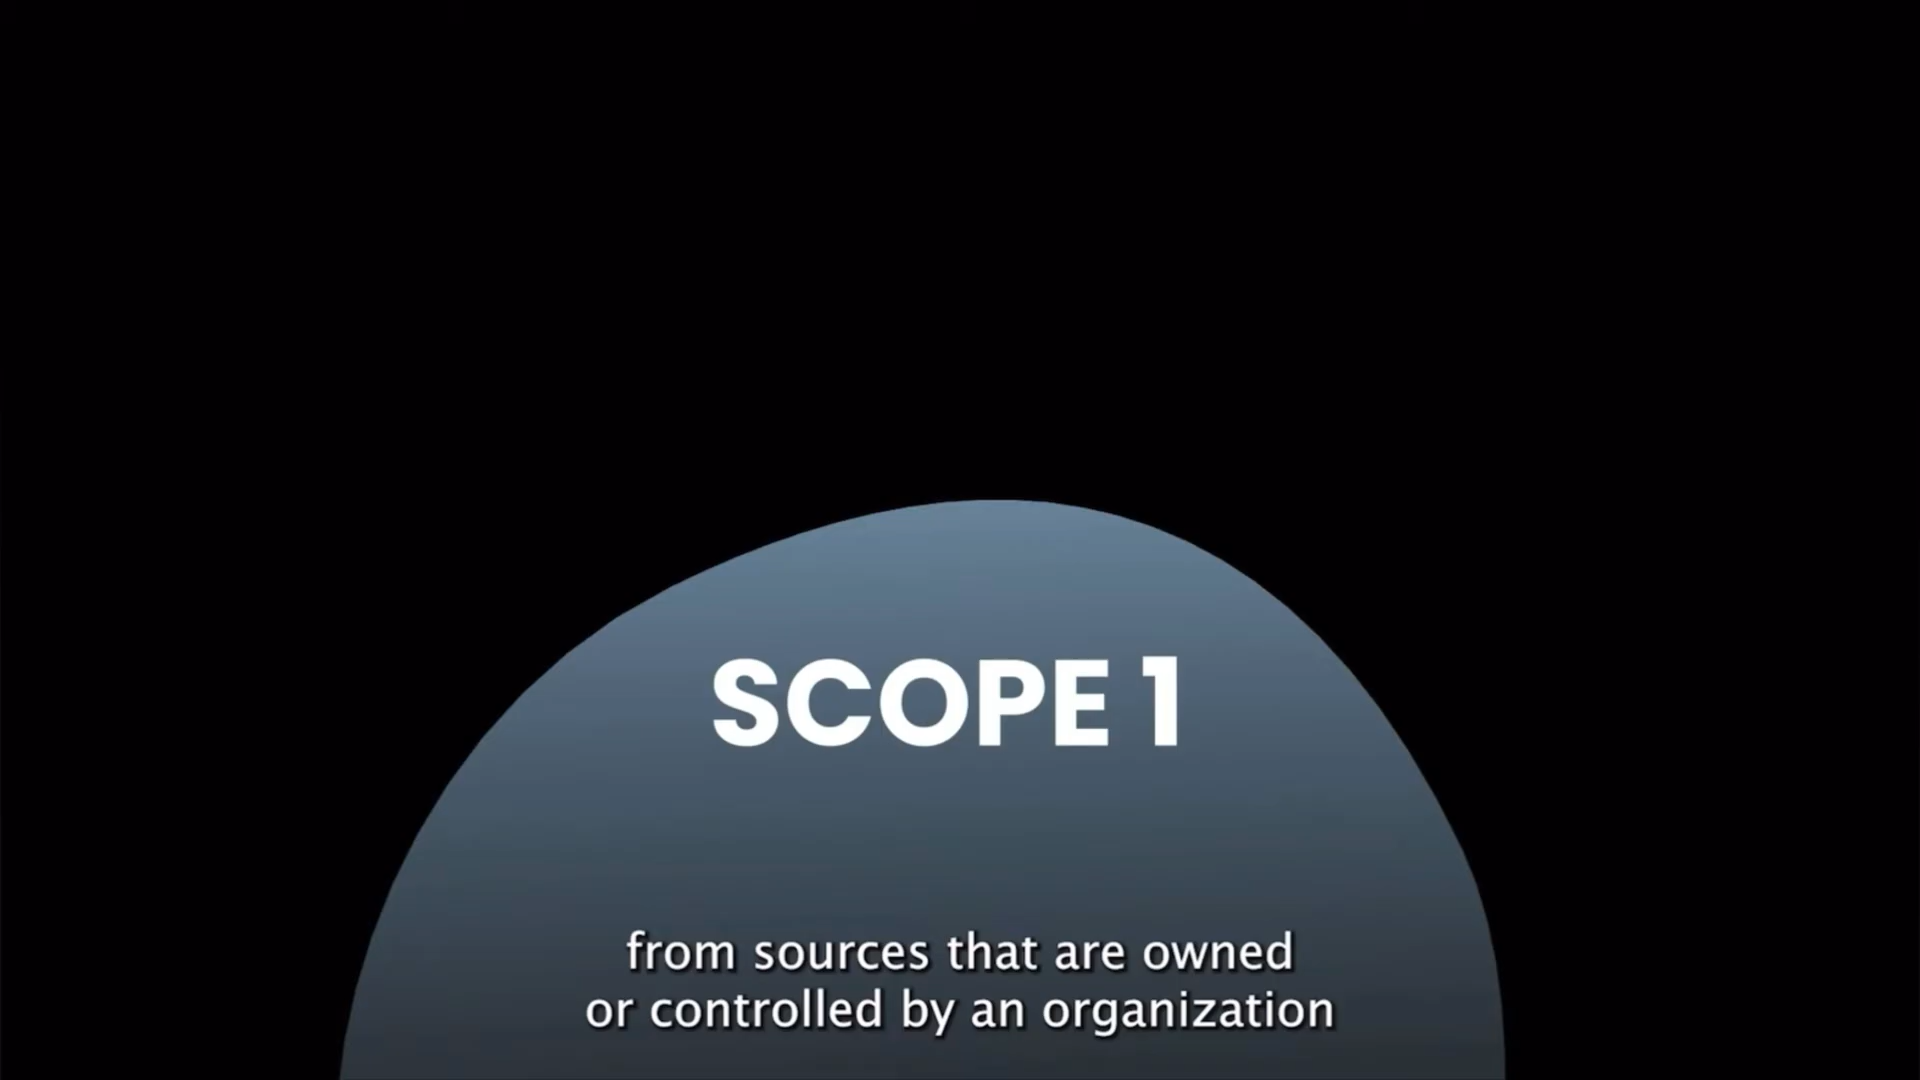 SCOPE 1
from sources that are owned
or controlled by an organization